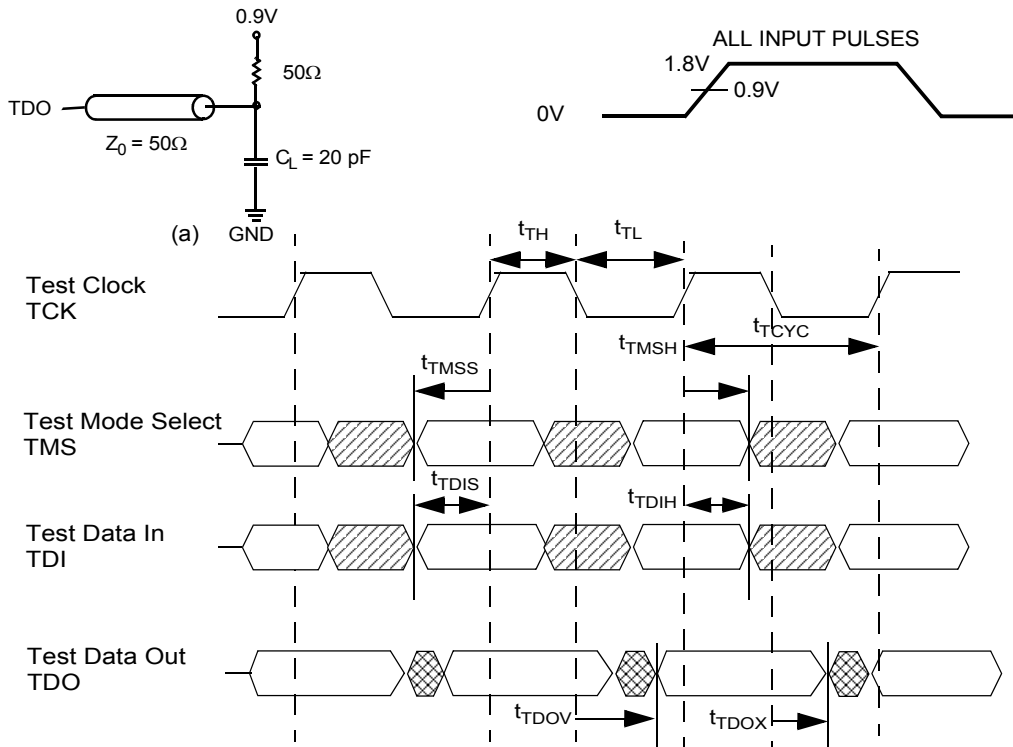 0.9V
50Ω
TDO
Z0 = 50Ω
CL = 20 pF
(a) GND
ALL INPUT PULSES
1.8V
0.9V
0V
tTH
tTL
Test Clock
TCK
tTCYC
tTMSH
tTMSS
Test Mode Select
TMS
tTDIS
tTDIH
Test Data In
TDI
Test Data Out
TDO
tTDOV
tTDOX